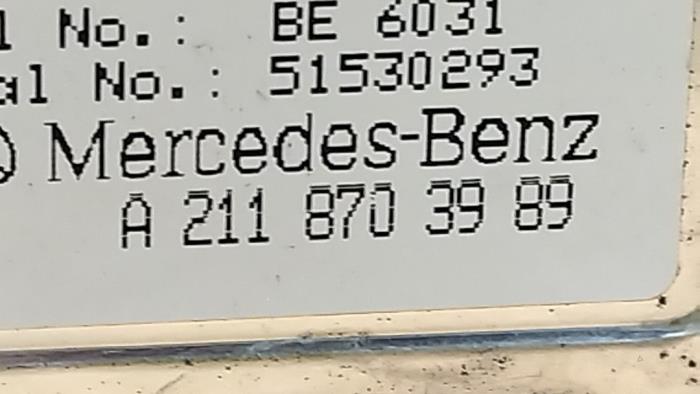 l No.: BE 6031
al No.: 51530293
Mercedes-Benz
A 211 870 39 89